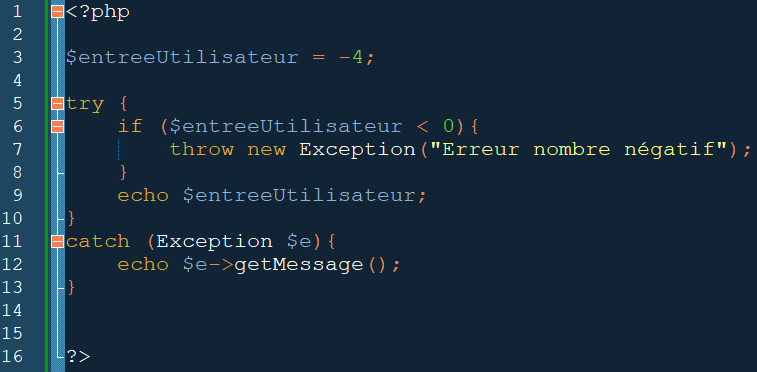 1 <?php
2
3 $entreeUtilisateur = -4;
4
5 try {
6     if ($entreeUtilisateur < 0){
7         throw new Exception("Erreur nombre négatif");
8     }
9     echo $entreeUtilisateur;
10 }
11 catch (Exception $e){
12     echo $e->getMessage();
13 }
14
15
16 ?>